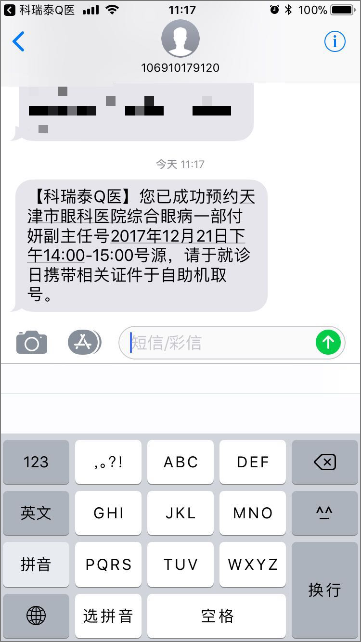 科瑞泰Q医 11:17 100%
106910179120
今天 11:17
【科瑞泰Q医】您已成功预约天
津市眼科医院综合眼病一部付
妍副主任号2017年12月21日下
午14:00-15:00号源，请于就诊
日携带相关证件于自助机取
号。
短信/彩信
123 ,。?! ABC DEF
英文 GHI JKL MNO ^^
拼音 PQRS TUV WXYZ 换行
选拼音 空格